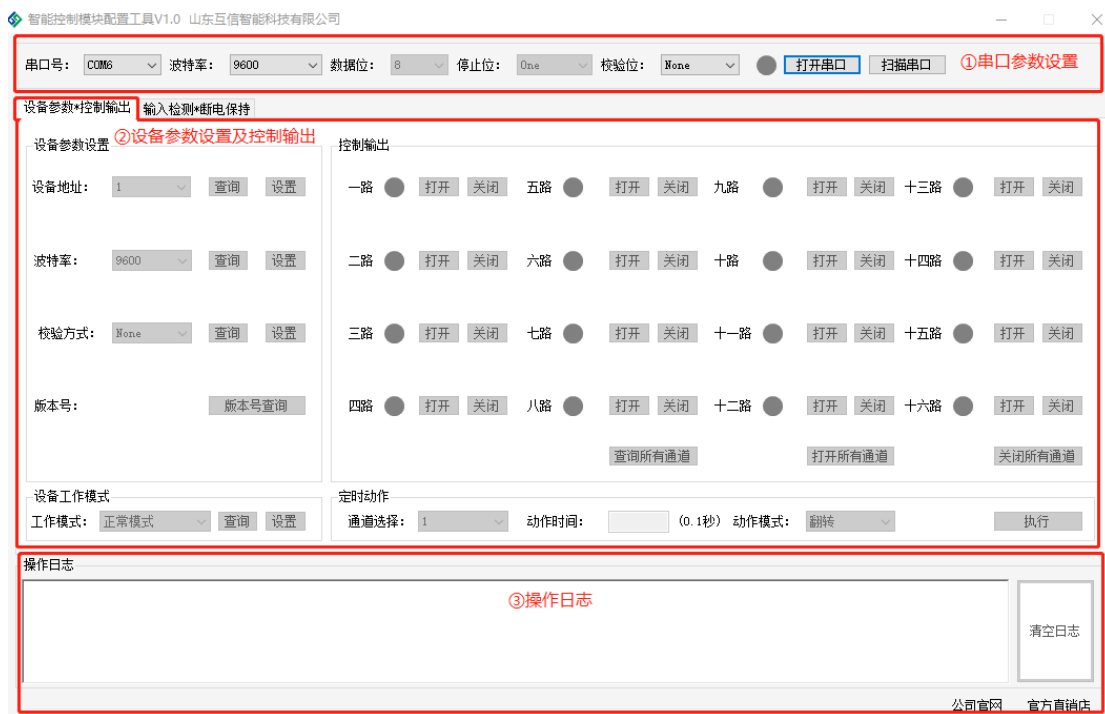 智能控制模块配置工具V1.0 山东互信智能科技有限公司
串口号： COM6 波特率： 9600 数据位： 8 停止位： One 校验位： None 打开串口 扫描串口 ①串口参数设置
设备参数*控制输出 输入检测*断电保持
②设备参数设置及控制输出
设备参数设置 控制输出
设备地址： 1 查询 设置 一路 打开 关闭 五路 打开 关闭 九路 打开 关闭 十三路 打开 关闭
波特率： 9600 查询 设置 二路 打开 关闭 六路 打开 关闭 十路 打开 关闭 十四路 打开 关闭
校验方式： None 查询 设置 三路 打开 关闭 七路 打开 关闭 十一路 打开 关闭 十五路 打开 关闭
版本号： 版本号查询 四路 打开 关闭 八路 打开 关闭 十二路 打开 关闭 十六路 打开 关闭
查询所有通道 打开所有通道 关闭所有通道
设备工作模式 定时动作
工作模式： 正常模式 查询 设置 通道选择： 1 动作时间： (0.1秒) 动作模式： 翻转 执行
操作日志
③操作日志
清空日志
公司官网 官方直销店